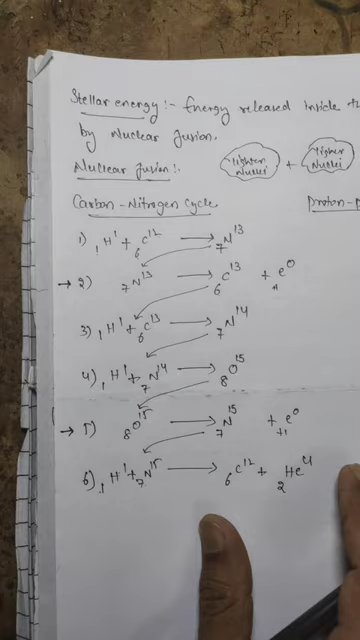 Stellar energy :- Energy released inside
by Nuclear fusion.
Nuclear fusion :- Lighter Nuclei + Lighter Nuclei
Carbon-Nitrogen Cycle Proton-
1) ₁H¹ + ₆C¹² → ₇N¹³
→ 2) ₇N¹³ → ₆C¹³ + ₊₁e⁰
3) ₁H¹ + ₆C¹³ → ₇N¹⁴
4) ₁H¹ + ₇N¹⁴ → ₈O¹⁵
→ 5) ₈O¹⁵ → ₇N¹⁵ + ₊₁e⁰
6) ₁H¹ + ₇N¹⁵ → ₆C¹² + ₂He⁴